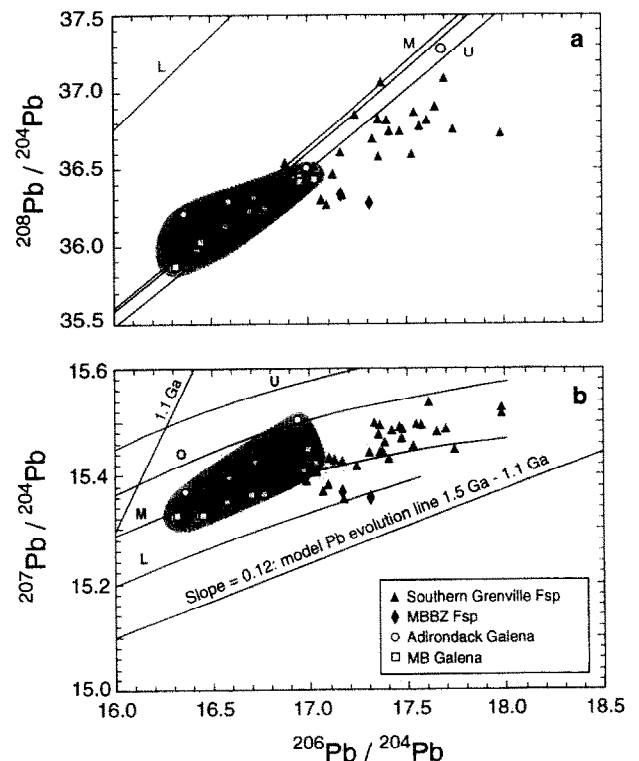 37.5
37.0
36.5
36.0
35.5
208Pb / 204Pb
L
M
U
a
15.6
15.4
15.2
15.0
207Pb / 204Pb
1.1 Ga
U
O
M
L
b
Slope = 0.12: model Pb evolution line 1.5 Ga - 1.1 Ga
Southern Grenville Fsp
MBBZ Fsp
Adirondack Galena
MB Galena
16.0 16.5 17.0 17.5 18.0 18.5
206Pb / 204Pb